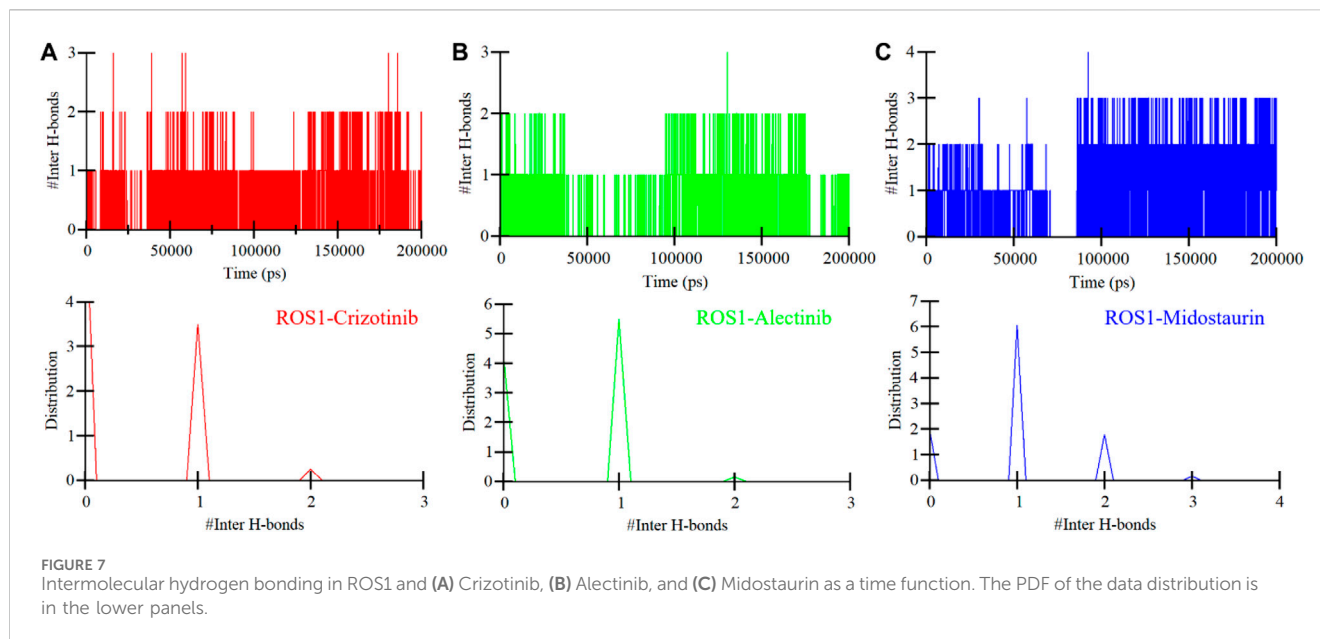 A
B
C
3
2
1
0
#Inter H-bonds
0 50000 100000 150000 200000
Time (ps)
3
2
1
0
#Inter H-bonds
0 50000 100000 150000 200000
Time (ps)
4
3
2
1
0
#Inter H-bonds
0 50000 100000 150000 200000
Time (ps)
ROS1-Crizotinib
4
3
2
1
0
Distribution
0 1 2 3
#Inter H-bonds
ROS1-Alectinib
6
5
4
3
2
1
0
Distribution
0 1 2 3
#Inter H-bonds
ROS1-Midostaurin
7
6
5
4
3
2
1
0
Distribution
0 1 2 3 4
#Inter H-bonds
FIGURE 7
Intermolecular hydrogen bonding in ROS1 and (A) Crizotinib, (B) Alectinib, and (C) Midostaurin as a time function. The PDF of the data distribution is
in the lower panels.